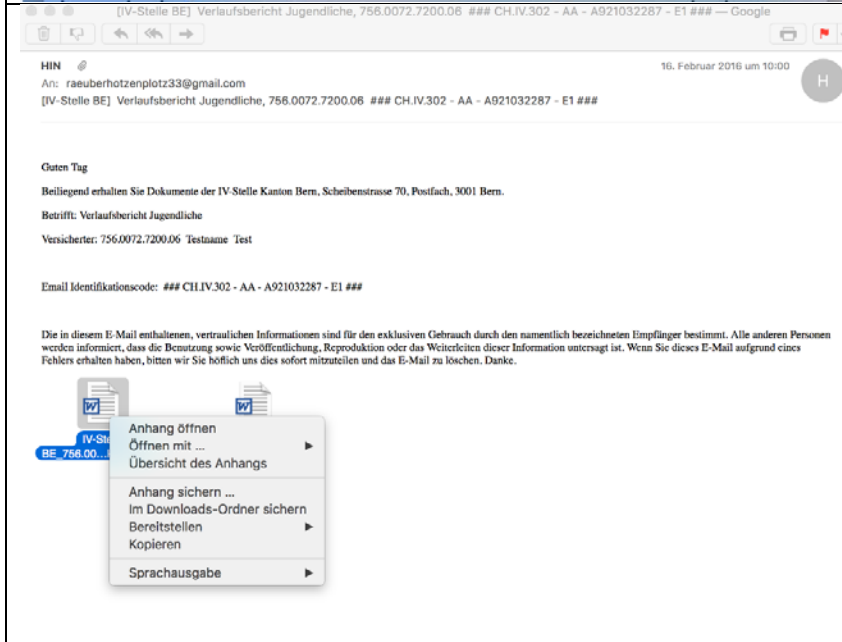 [IV-Stelle BE] Verlaufsbericht Jugendliche, 756.0072.7200.06 ### CH.IV.302 - AA - A921032287 - E1 ### — Google
HIN
16. Februar 2016 um 10:00
H
An: raeuberhotzenplotz33@gmail.com
[IV-Stelle BE] Verlaufsbericht Jugendliche, 756.0072.7200.06 ### CH.IV.302 - AA - A921032287 - E1 ###
Guten Tag
Beiliegend erhalten Sie Dokumente der IV-Stelle Kanton Bern, Scheibenstrasse 70, Postfach, 3001 Bern.
Betrifft: Verlaufsbericht Jugendliche
Versicherter: 756.0072.7200.06 Testname Test
Email Identifikationscode: ### CH.IV.302 - AA - A921032287 - E1 ###
Die in diesem E-Mail enthaltenen, vertraulichen Informationen sind für den exklusiven Gebrauch durch den namentlich bezeichneten Empfänger bestimmt. Alle anderen Personen
werden informiert, dass die Benutzung sowie Veröffentlichung, Reproduktion oder das Weiterleiten dieser Information untersagt ist. Wenn Sie dieses E-Mail aufgrund eines
Fehlers erhalten haben, bitten wir Sie höflich uns dies sofort mitzuteilen und das E-Mail zu löschen. Danke.
W
W
IV-Ste
BE_756.00...
Anhang öffnen
Öffnen mit ...
Übersicht des Anhangs
Anhang sichern ...
Im Downloads-Ordner sichern
Bereitstellen
Kopieren
Sprachausgabe